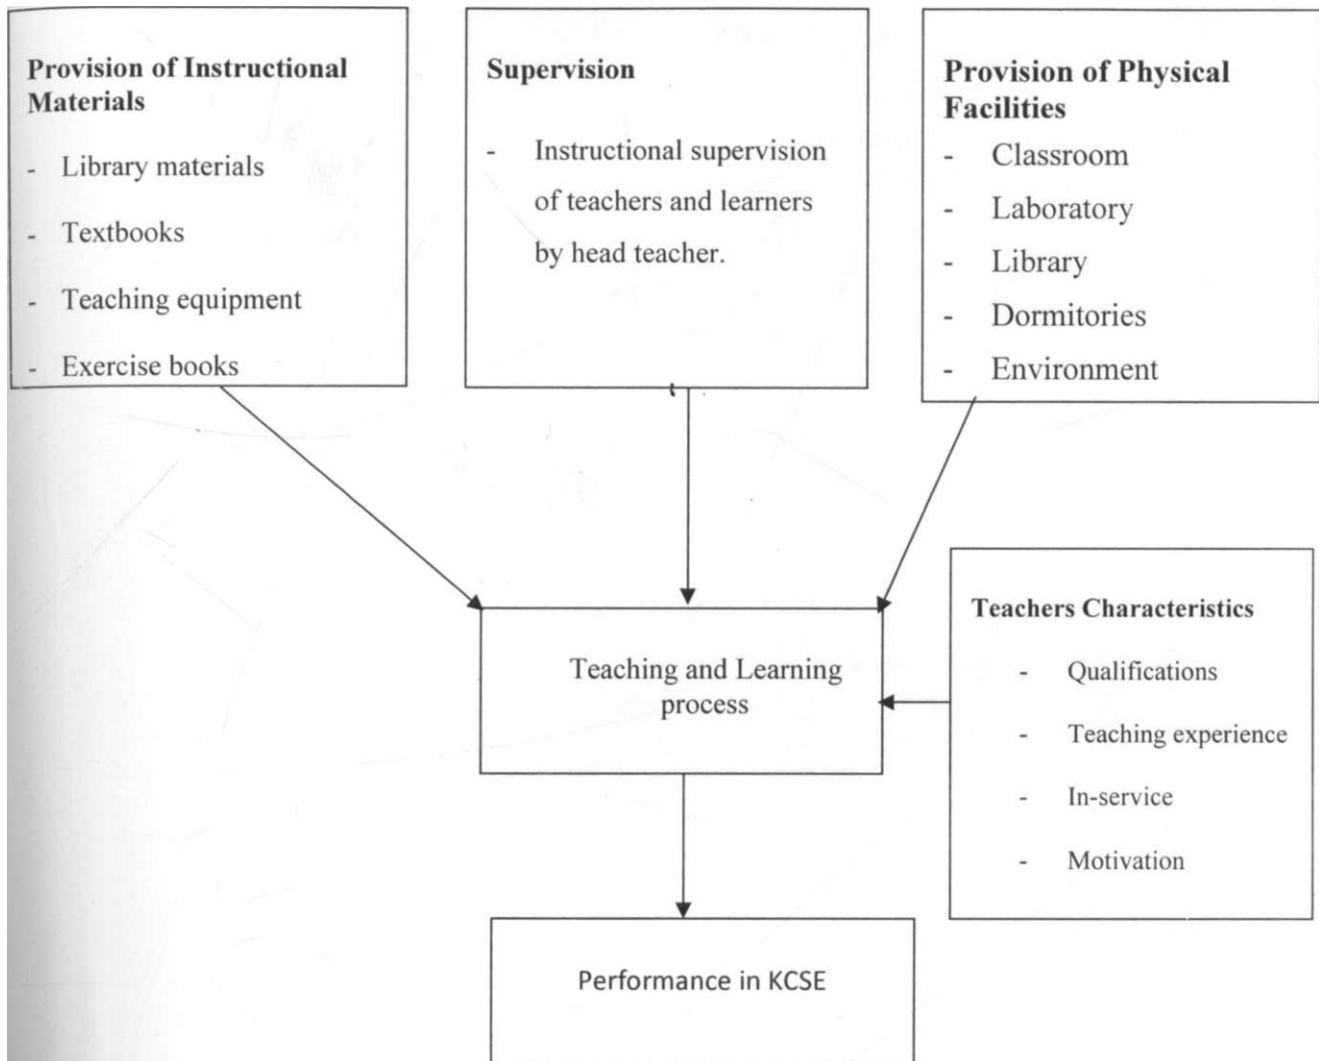 Provision of Instructional
Materials
- Library materials
- Textbooks
- Teaching equipment
- Exercise books
Supervision
- Instructional supervision
of teachers and learners
by head teacher.
Provision of Physical
Facilities
- Classroom
- Laboratory
- Library
- Dormitories
- Environment
Teaching and Learning
process
Teachers Characteristics
- Qualifications
- Teaching experience
- In-service
- Motivation
Performance in KCSE